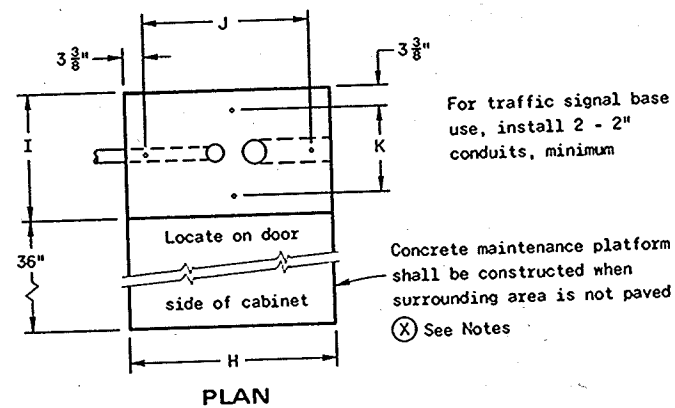 J
3 3/8"
3 3/8"
For traffic signal base
use, install 2 - 2"
conduits, minimum
I
K
Locate on door
36"
Concrete maintenance platform
shall be constructed when
surrounding area is not paved
side of cabinet
X See Notes
H
PLAN